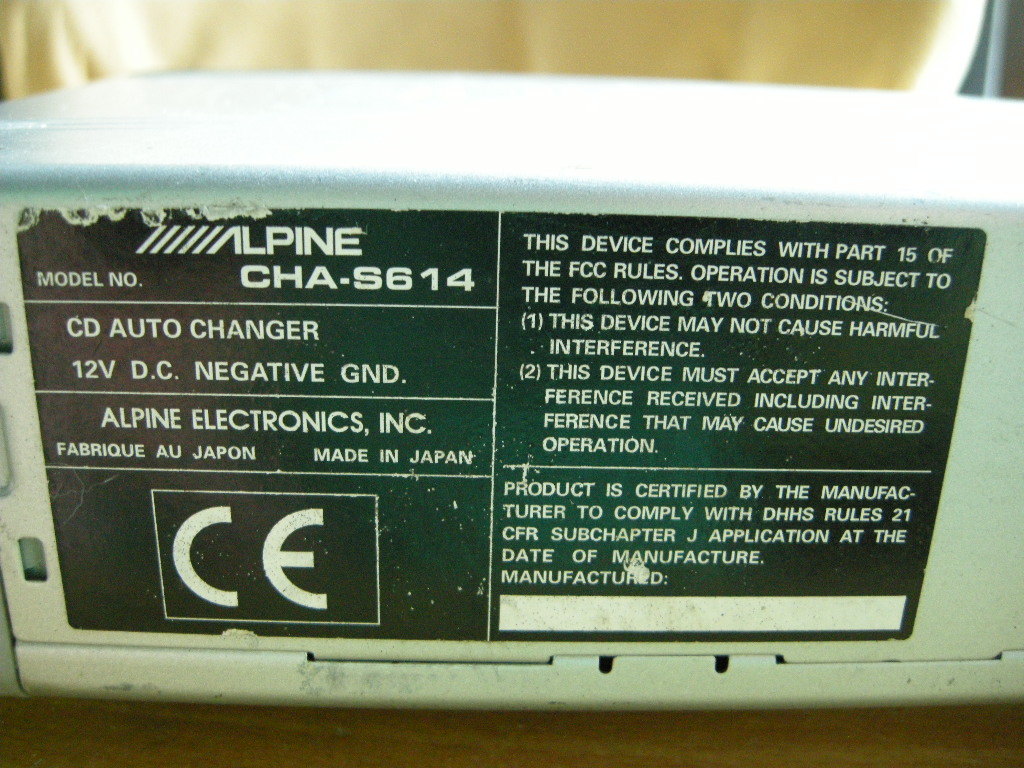 ALPINE
MODEL NO. CHA-S614
CD AUTO CHANGER
12V D.C. NEGATIVE GND.
ALPINE ELECTRONICS, INC.
FABRIQUE AU JAPON MADE IN JAPAN
CE
THIS DEVICE COMPLIES WITH PART 15 OF
THE FCC RULES. OPERATION IS SUBJECT TO
THE FOLLOWING TWO CONDITIONS:
(1) THIS DEVICE MAY NOT CAUSE HARMFUL
INTERFERENCE.
(2) THIS DEVICE MUST ACCEPT ANY INTER-
FERENCE RECEIVED INCLUDING INTER-
FERENCE THAT MAY CAUSE UNDESIRED
OPERATION.
PRODUCT IS CERTIFIED BY THE MANUFAC-
TURER TO COMPLY WITH DHHS RULES 21
CFR SUBCHAPTER J APPLICATION AT THE
DATE OF MANUFACTURE.
MANUFACTURED: